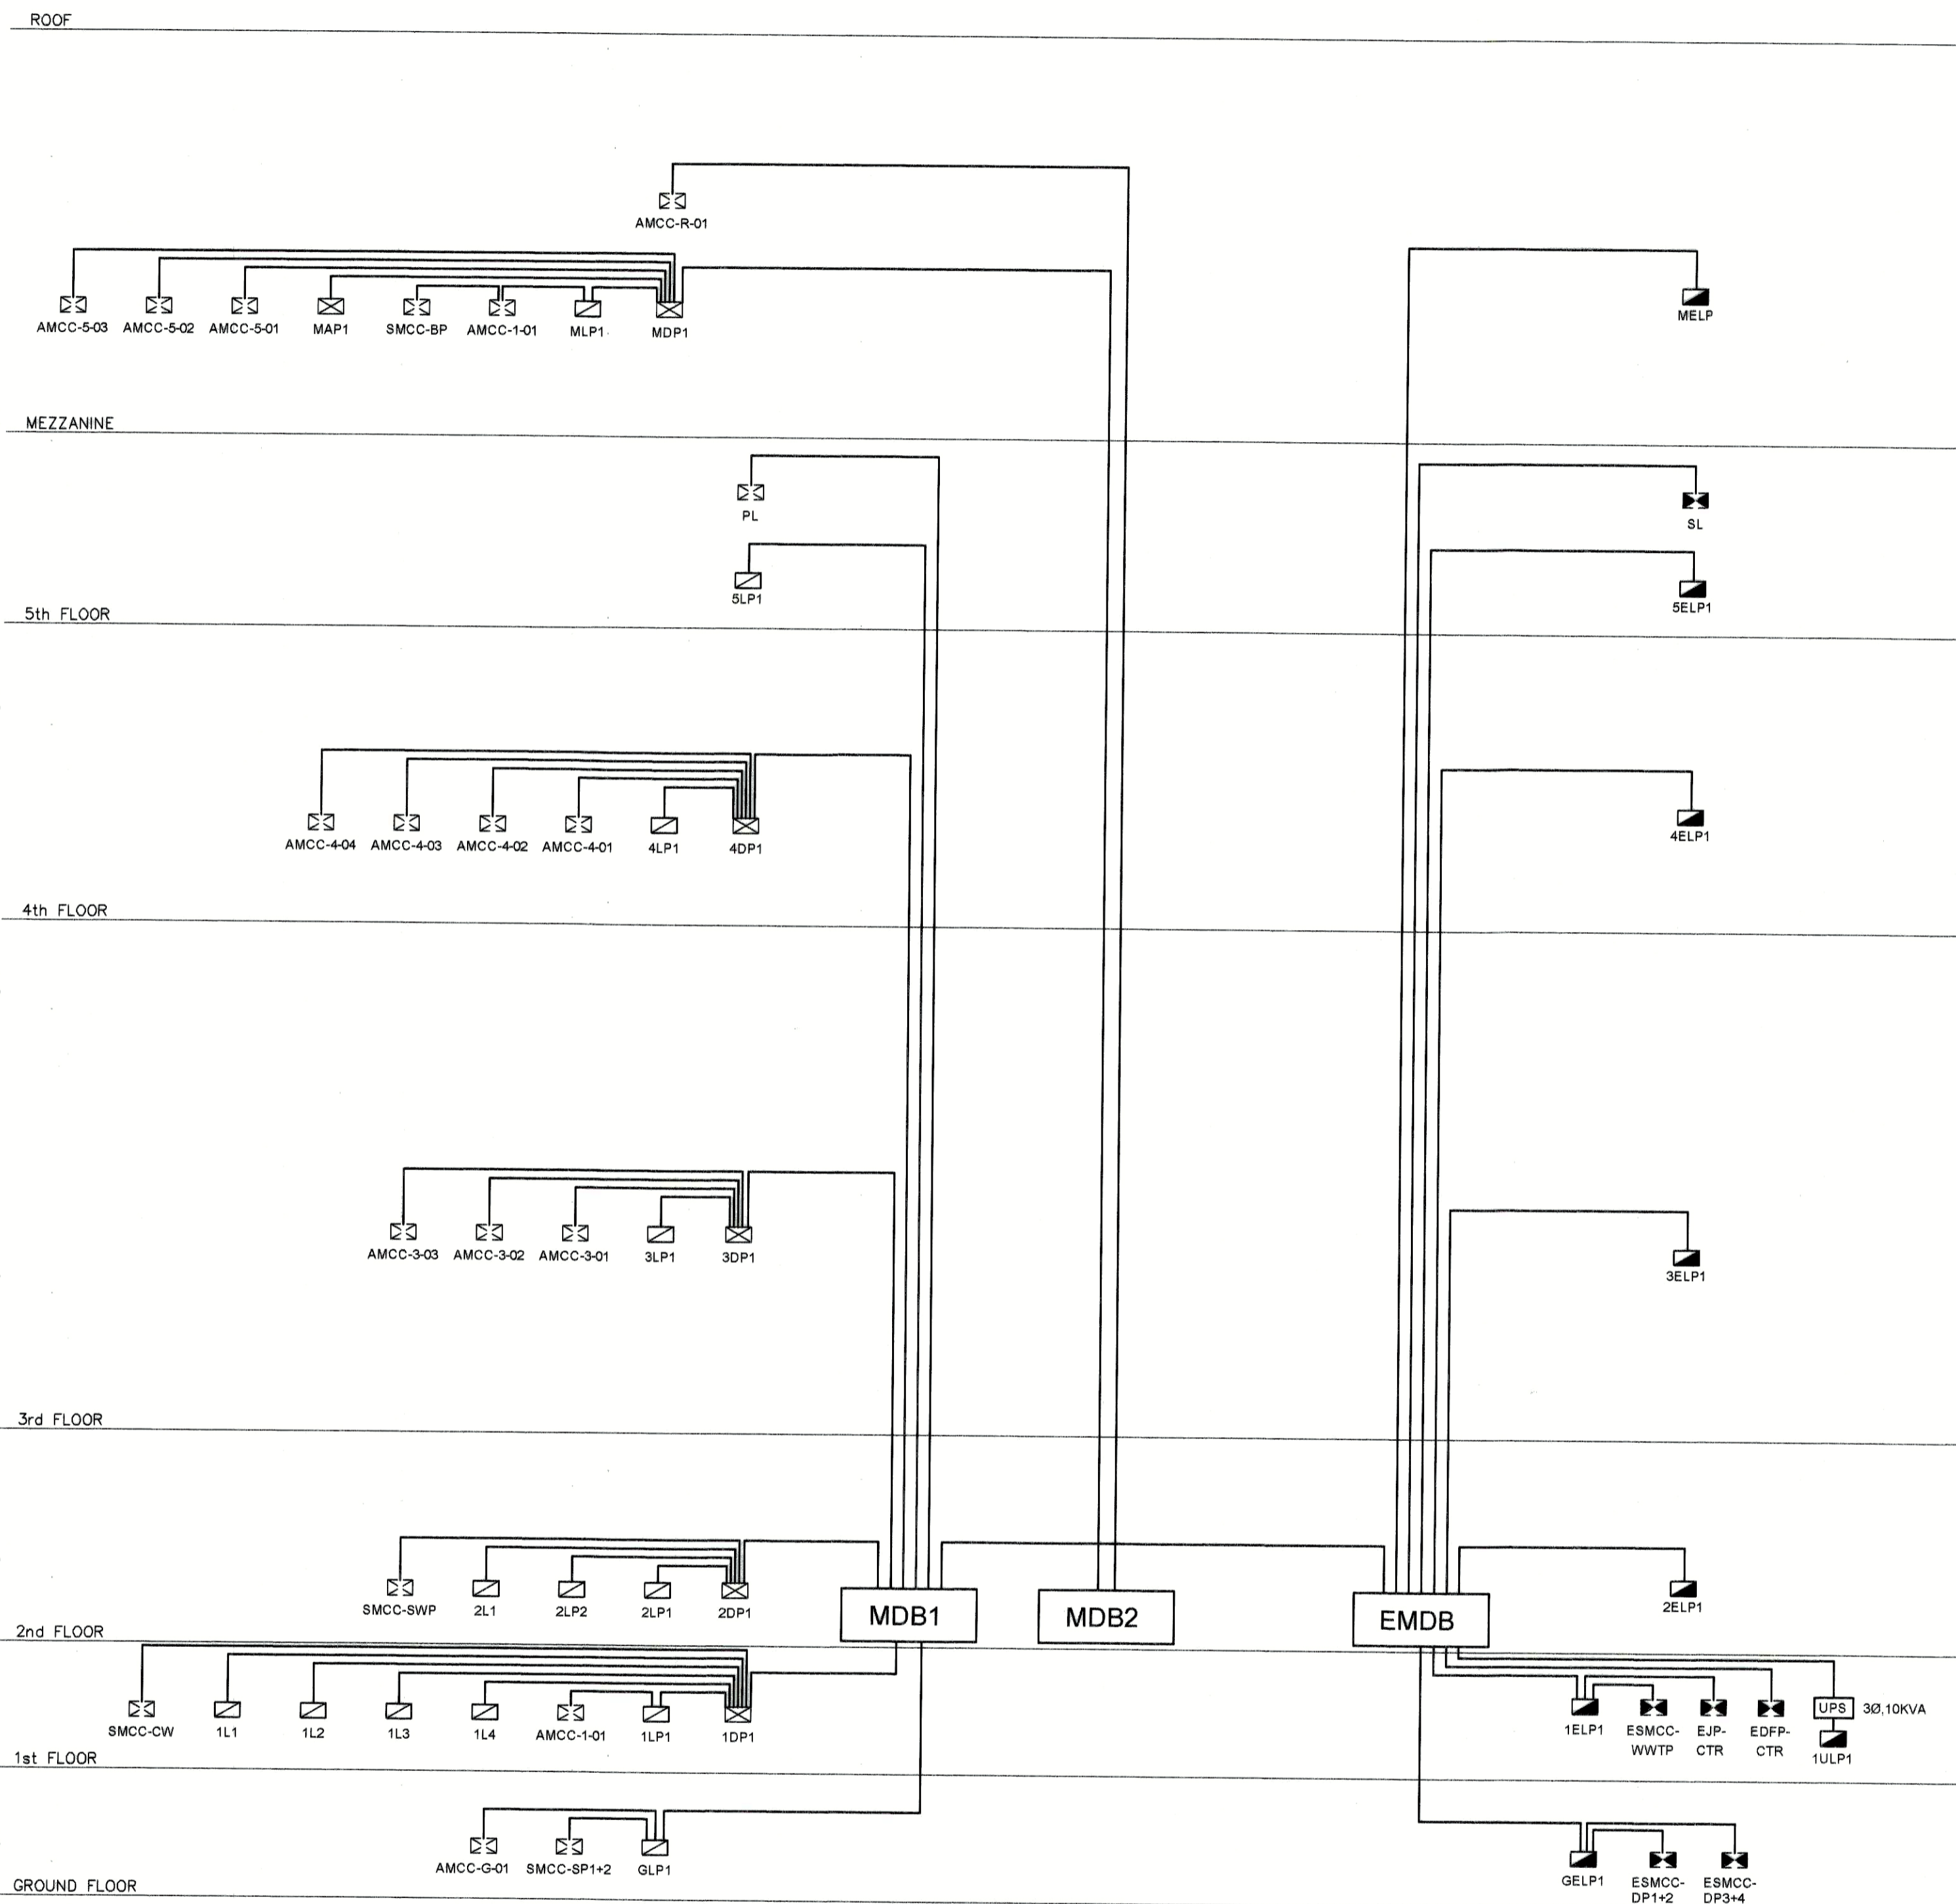 ROOF
AMCC-R-01
AMCC-5-03 AMCC-5-02 AMCC-5-01 MAP1 SMCC-BP AMCC-1-01 MLP1 MDP1
MELP
MEZZANINE
PL
SL
5LP1
5ELP1
5th FLOOR
AMCC-4-04 AMCC-4-03 AMCC-4-02 AMCC-4-01 4LP1 4DP1
4ELP1
4th FLOOR
AMCC-3-03 AMCC-3-02 AMCC-3-01 3LP1 3DP1
3ELP1
3rd FLOOR
SMCC-SWP 2L1 2LP2 2LP1 2DP1
MDB1 MDB2 EMDB
2ELP1
2nd FLOOR
SMCC-CW 1L1 1L2 1L3 1L4 AMCC-1-01 1LP1 1DP1
UPS 3Ø,10KVA
1ELP1 ESMCC- EJP- EDFP-
WWTP CTR CTR
1ULP1
1st FLOOR
AMCC-G-01 SMCC-SP1+2 GLP1
GELP1 ESMCC- ESMCC-
DP1+2 DP3+4
GROUND FLOOR